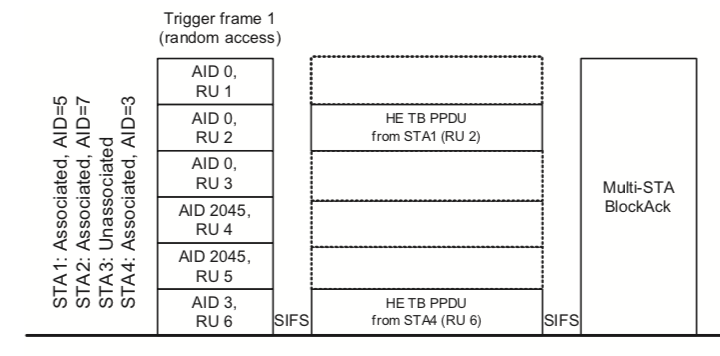 Trigger frame 1
(random access)
STA1: Associated, AID=5
STA2: Associated, AID=7
STA3: Unassociated
STA4: Associated, AID=3
AID 0,
RU 1
AID 0,
RU 2
AID 0,
RU 3
AID 2045,
RU 4
AID 2045,
RU 5
AID 3,
RU 6
SIFS
HE TB PPDU
from STA1 (RU 2)
HE TB PPDU
from STA4 (RU 6)
SIFS
Multi-STA
BlockAck